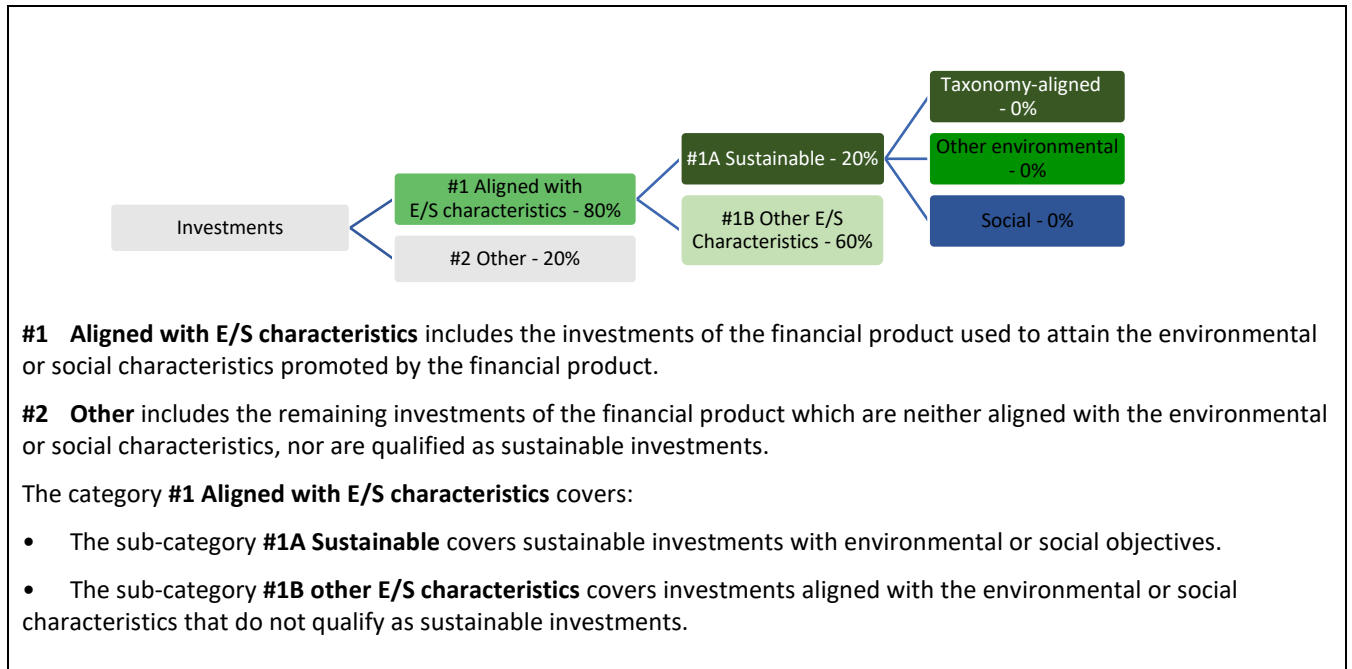 Taxonomy-aligned
- 0%
#1A Sustainable - 20%
Other environmental
- 0%
#1 Aligned with
E/S characteristics - 80%
Investments
#1B Other E/S
Characteristics - 60%
Social - 0%
#2 Other - 20%
#1 Aligned with E/S characteristics includes the investments of the financial product used to attain the environmental
or social characteristics promoted by the financial product.
#2 Other includes the remaining investments of the financial product which are neither aligned with the environmental
or social characteristics, nor are qualified as sustainable investments.
The category #1 Aligned with E/S characteristics covers:
• The sub-category #1A Sustainable covers sustainable investments with environmental or social objectives.
• The sub-category #1B other E/S characteristics covers investments aligned with the environmental or social
characteristics that do not qualify as sustainable investments.